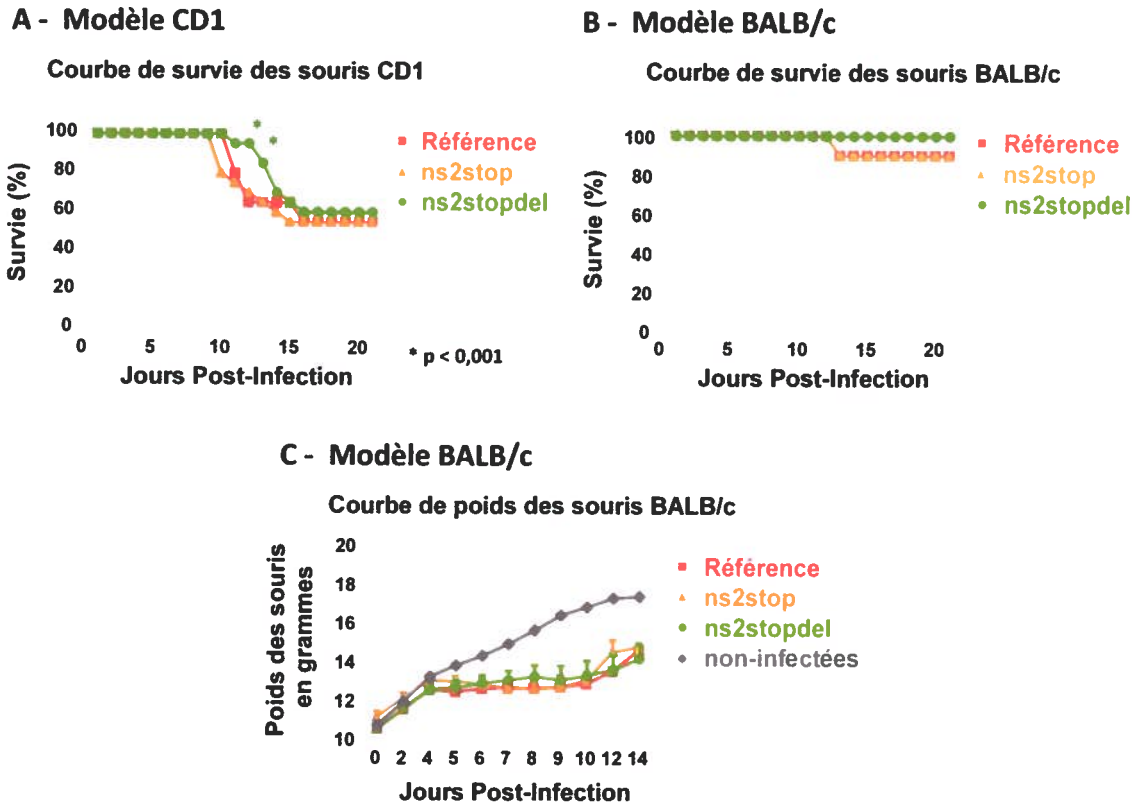 A - Modèle CD1
Courbe de survie des souris CD1
Survie (%)
100
80
60
40
20
0
0 5 10 15 20
Jours Post-Infection
* *
Référence
ns2stop
ns2stopdel
* p < 0,001
B - Modèle BALB/c
Courbe de survie des souris BALB/c
Survie (%)
100
80
60
40
20
0
0 5 10 15 20
Jours Post-Infection
Référence
ns2stop
ns2stopdel
C - Modèle BALB/c
Courbe de poids des souris BALB/c
Poids des souris
en grammes
20
18
16
14
12
10
0 2 4 5 6 7 8 9 10 12 14
Jours Post-Infection
Référence
ns2stop
ns2stopdel
non-infectées